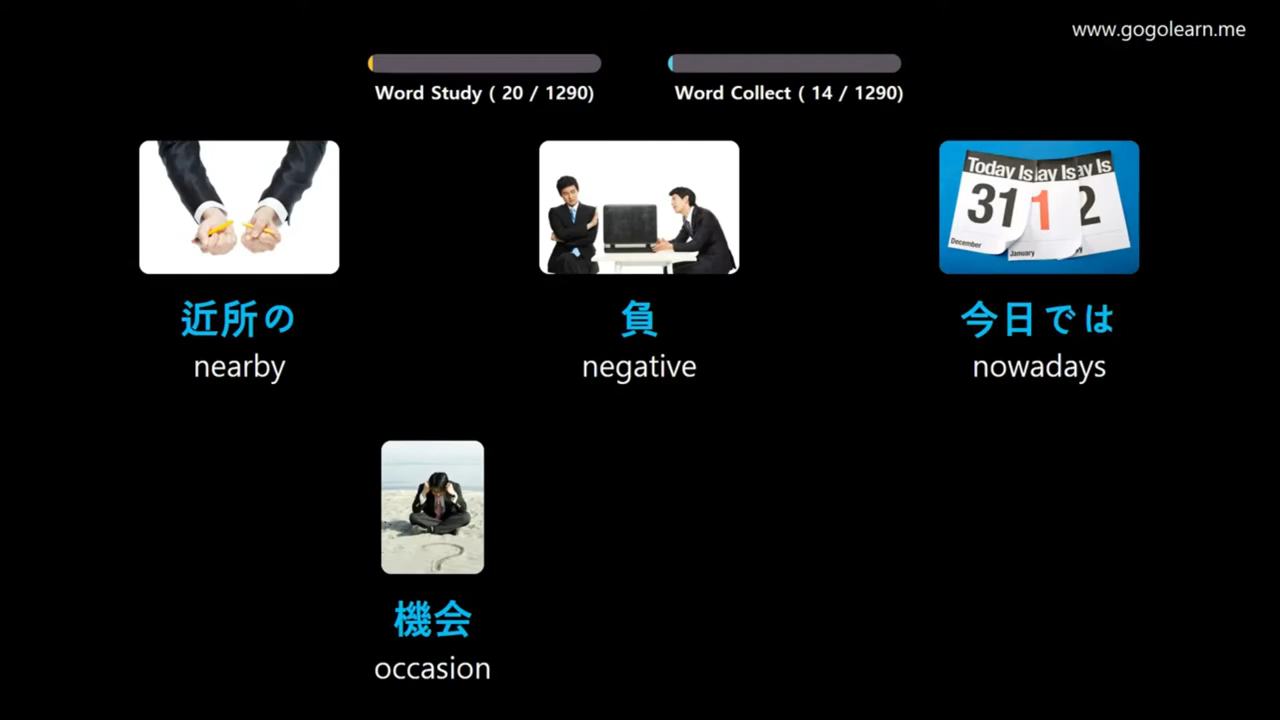 www.gogolearn.me
Word Study ( 20 / 1290)
Word Collect ( 14 / 1290)
Today Is
ay Is
ay Is
31
1
2
December
January
近所の
負
今日では
nearby
negative
nowadays
?
機会
occasion